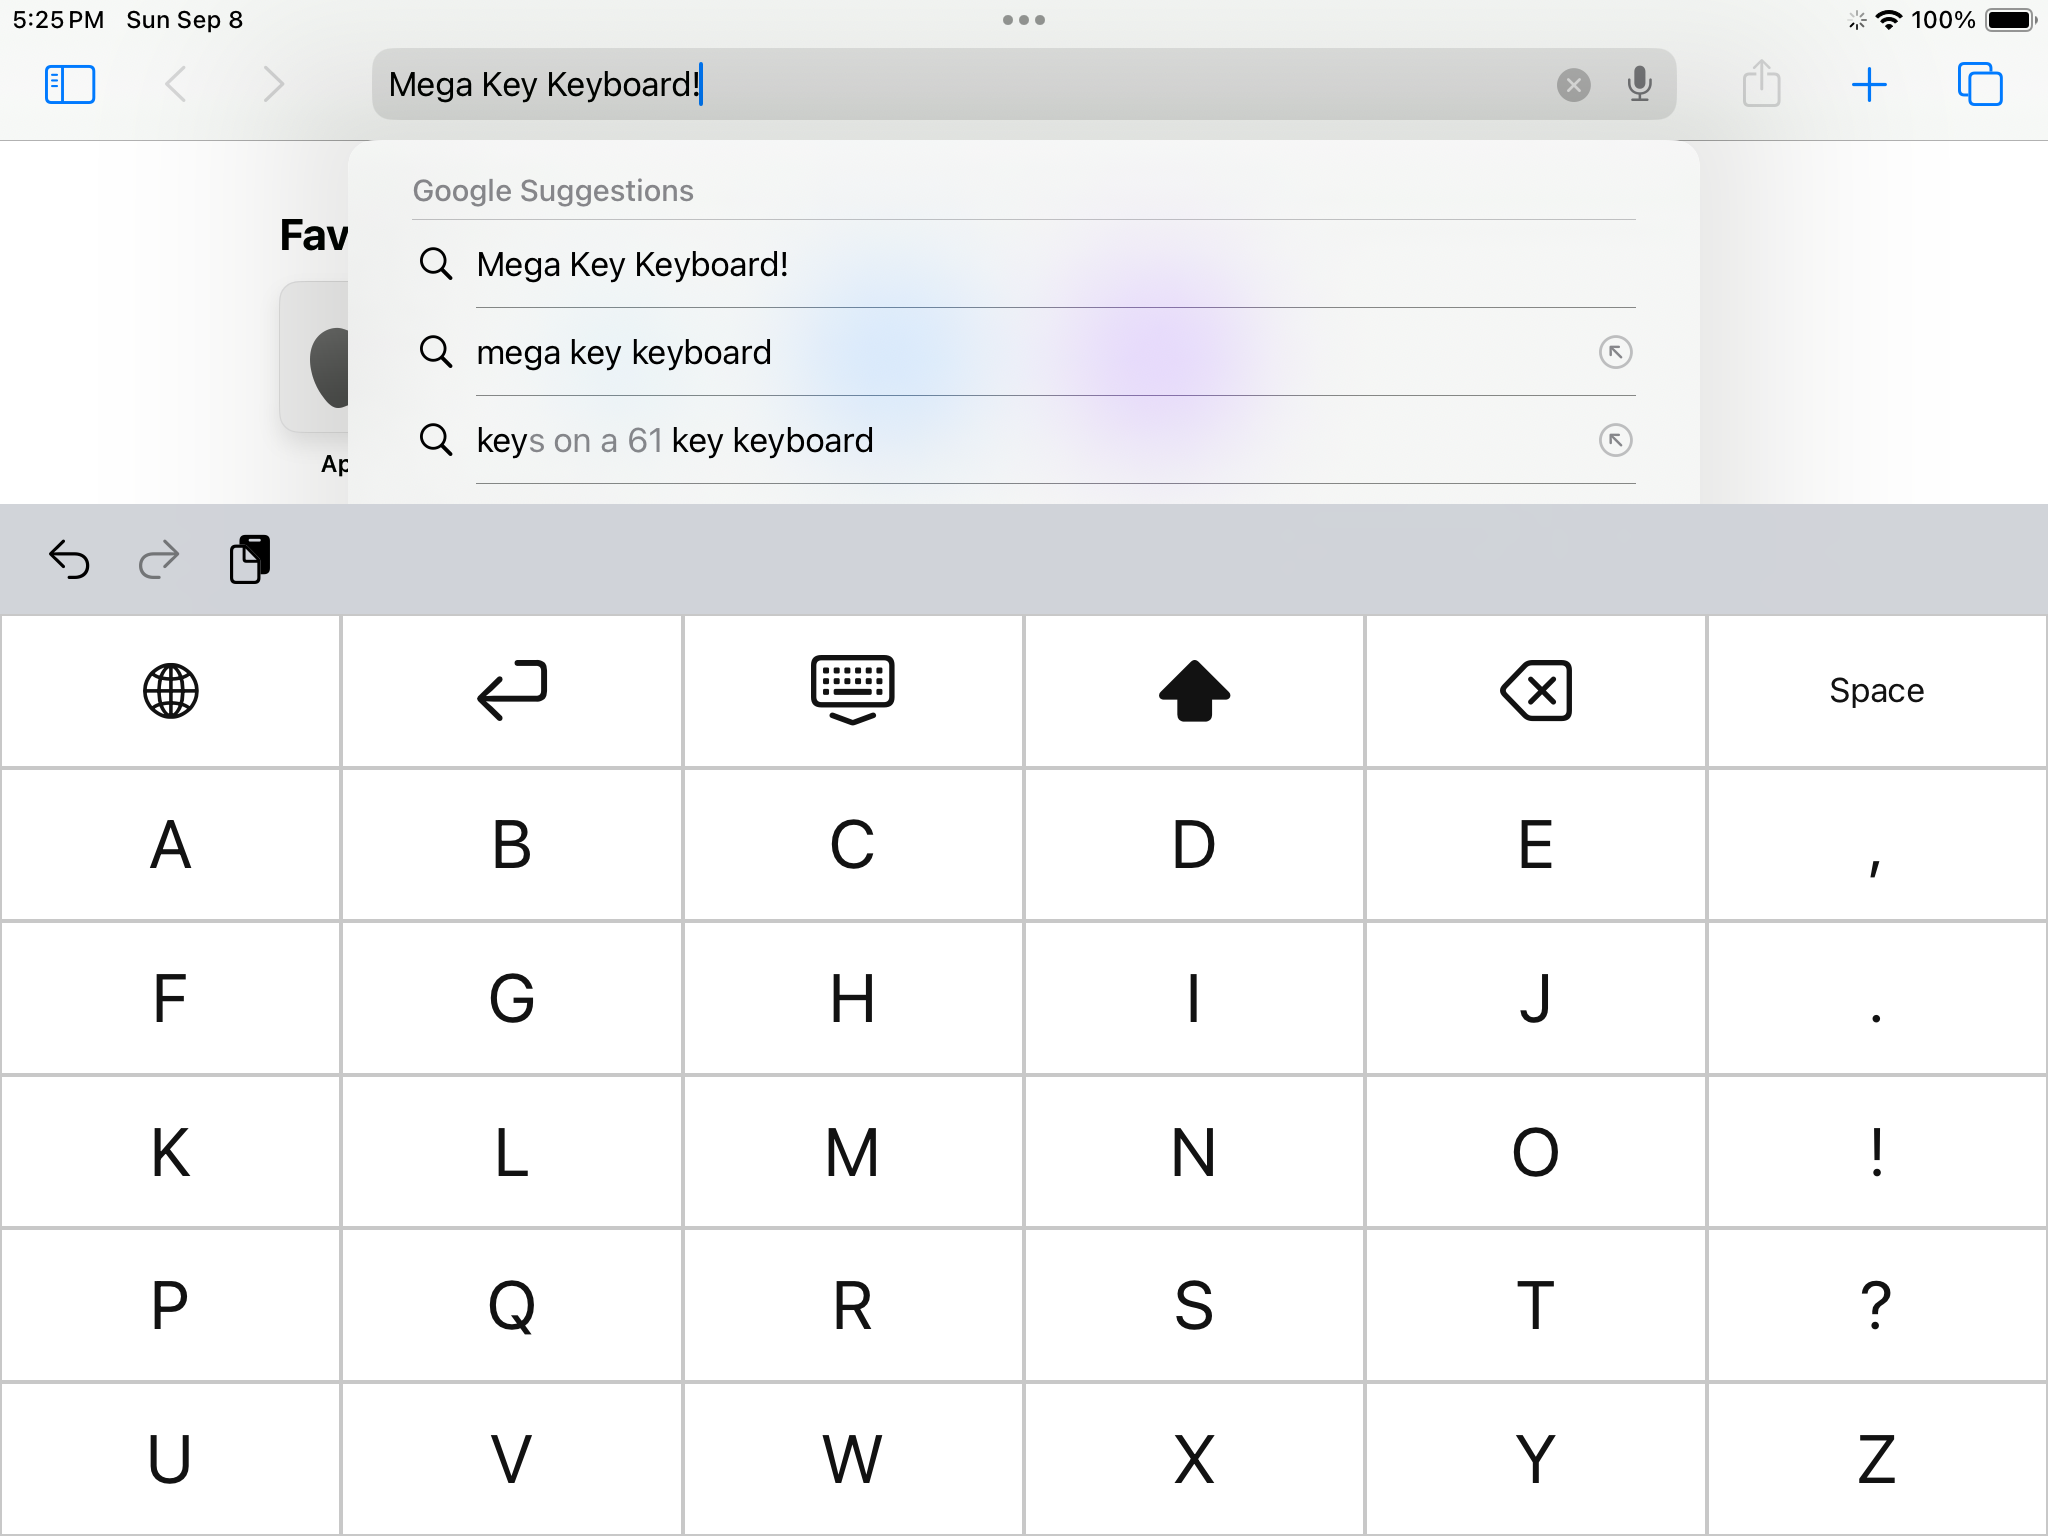 5:25 PM Sun Sep 8
100%
Mega Key Keyboard!
Google Suggestions
Fav
Mega Key Keyboard!
mega key keyboard
keys on a 61 key keyboard
Ap
Space
A B C D E ,
F G H I J .
K L M N O !
P Q R S T ?
U V W X Y Z